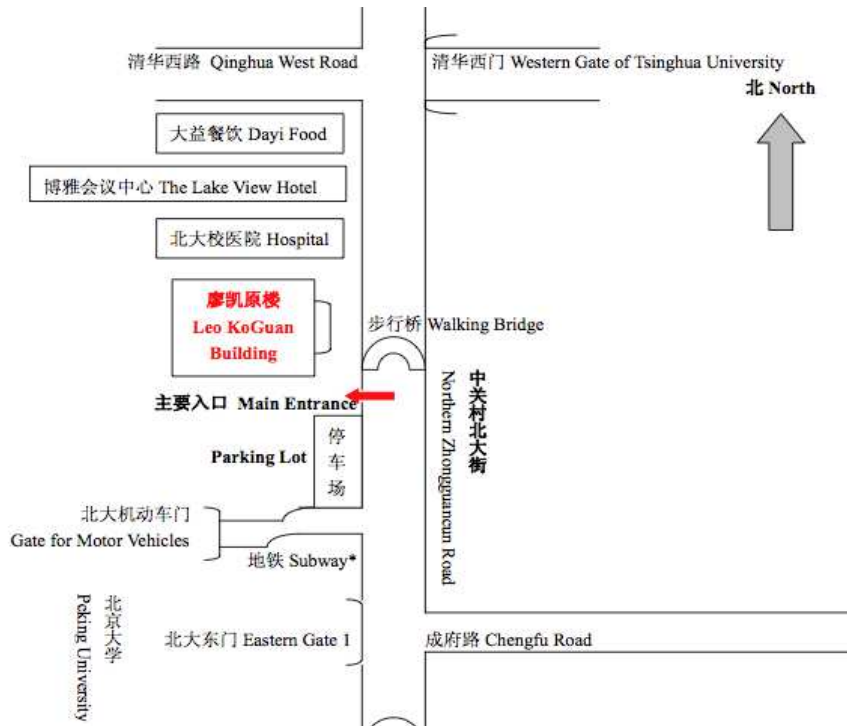 清华西路 Qinghua West Road
清华西门 Western Gate of Tsinghua University
北 North
大益餐饮 Dayi Food
博雅会议中心 The Lake View Hotel
北大校医院 Hospital
廖凯原楼
Leo KoGuan
Building
步行桥 Walking Bridge
主要入口 Main Entrance
中关村北大街
Northern Zhongguancun Road
Parking Lot
停车场
北大机动车门
Gate for Motor Vehicles
地铁 Subway*
北京大学
Peking University
北大东门 Eastern Gate 1
成府路 Chengfu Road